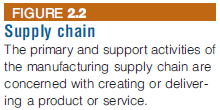 FIGURE 2.2
Supply chain
The primary and support activities of
the manufacturing supply chain are
concerned with creating or deliver-
ing a product or service.